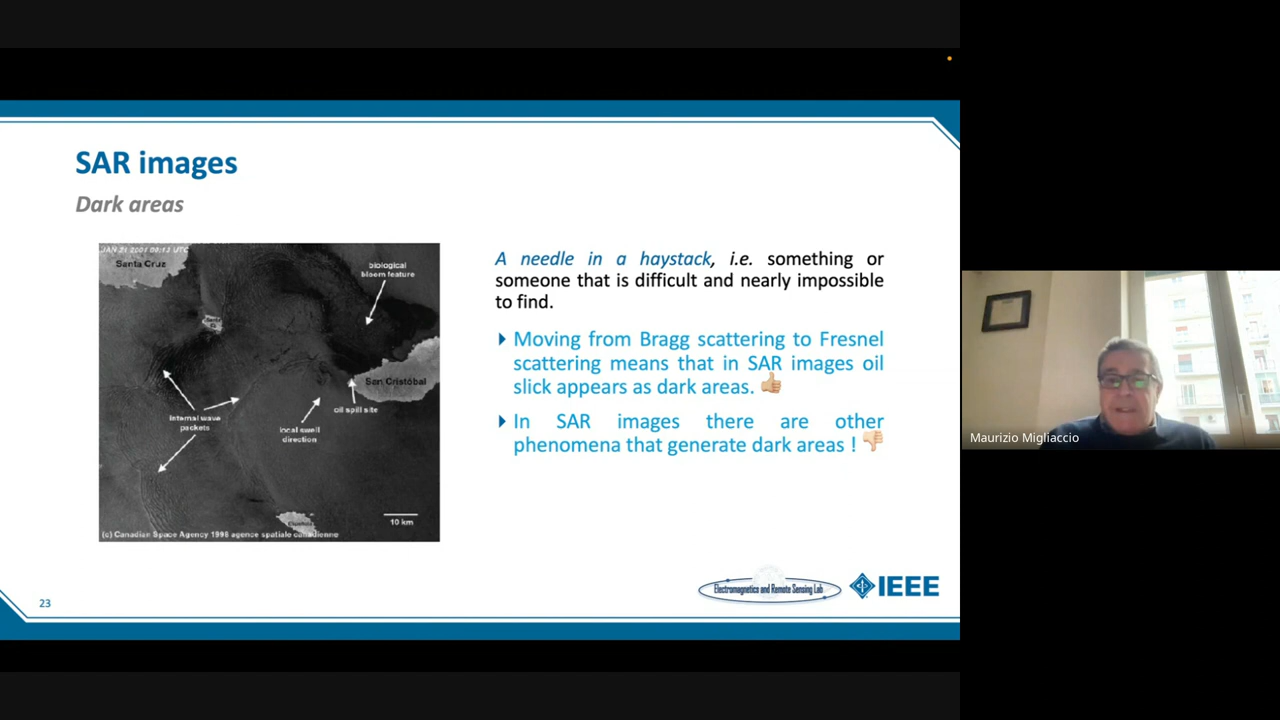 SAR images
Dark areas
JAN 21 2001 00:13 UTC
Santa Cruz
biological
bloom feature
San Cristóbal
oil spill site
internal wave
packets
local swell
direction
10 km
(c) Canadian Space Agency 1998 agence spatiale canadienne
A needle in a haystack, i.e. something or
someone that is difficult and nearly impossible
to find.
Moving from Bragg scattering to Fresnel
scattering means that in SAR images oil
slick appears as dark areas.
In SAR images there are other
phenomena that generate dark areas !
23
Electromagnetics and Remote Sensing Lab
IEEE
Maurizio Migliaccio